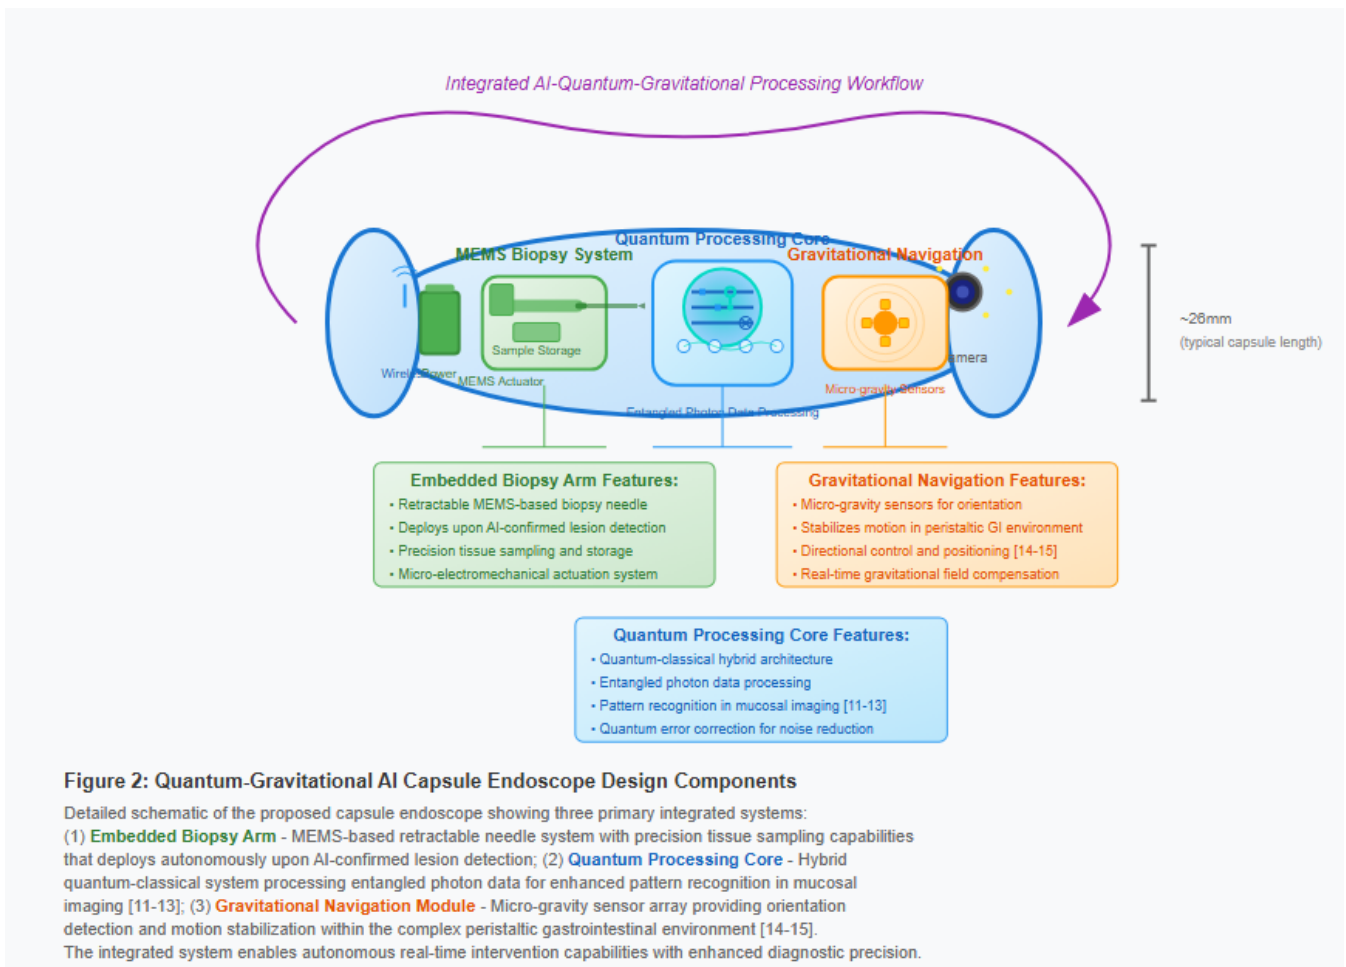 Integrated AI-Quantum-Gravitational Processing Workflow
Quantum Processing Core
MEMS Biopsy System
Gravitational Navigation
Sample Storage
Power
MEMS Actuator
Micro-gravity Sensors
Entangled Photon Data Processing
~26mm
(typical capsule length)
Embedded Biopsy Arm Features:
• Retractable MEMS-based biopsy needle
• Deploys upon AI-confirmed lesion detection
• Precision tissue sampling and storage
• Micro-electromechanical actuation system
Gravitational Navigation Features:
• Micro-gravity sensors for orientation
• Stabilizes motion in peristaltic GI environment
• Directional control and positioning [14-15]
• Real-time gravitational field compensation
Quantum Processing Core Features:
• Quantum-classical hybrid architecture
• Entangled photon data processing
• Pattern recognition in mucosal imaging [11-13]
• Quantum error correction for noise reduction
Figure 2: Quantum-Gravitational AI Capsule Endoscope Design Components
Detailed schematic of the proposed capsule endoscope showing three primary integrated systems:
(1) Embedded Biopsy Arm - MEMS-based retractable needle system with precision tissue sampling capabilities
that deploys autonomously upon AI-confirmed lesion detection; (2) Quantum Processing Core - Hybrid
quantum-classical system processing entangled photon data for enhanced pattern recognition in mucosal
imaging [11-13]; (3) Gravitational Navigation Module - Micro-gravity sensor array providing orientation
detection and motion stabilization within the complex peristaltic gastrointestinal environment [14-15].
The integrated system enables autonomous real-time intervention capabilities with enhanced diagnostic precision.